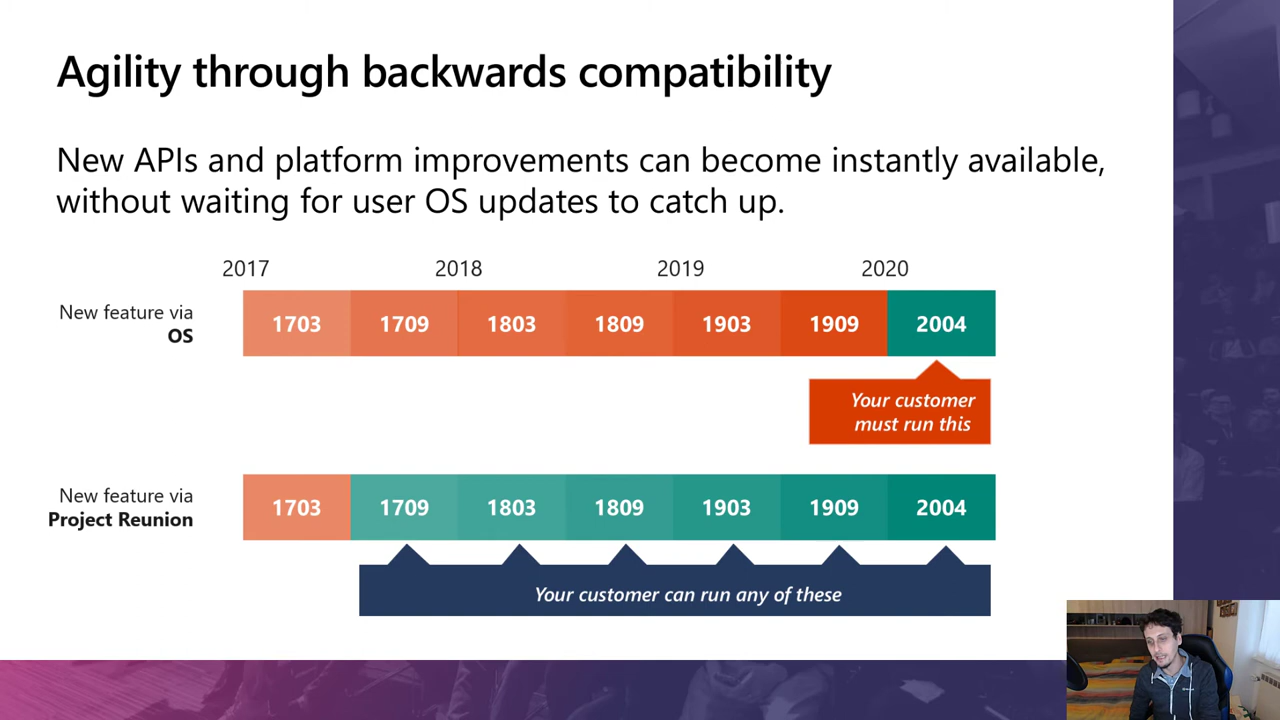 Agility through backwards compatibility
New APIs and platform improvements can become instantly available,
without waiting for user OS updates to catch up.
2017 2018 2019 2020
New feature via
OS
1703 1709 1803 1809 1903 1909 2004
Your customer
must run this
New feature via
Project Reunion
1703 1709 1803 1809 1903 1909 2004
Your customer can run any of these